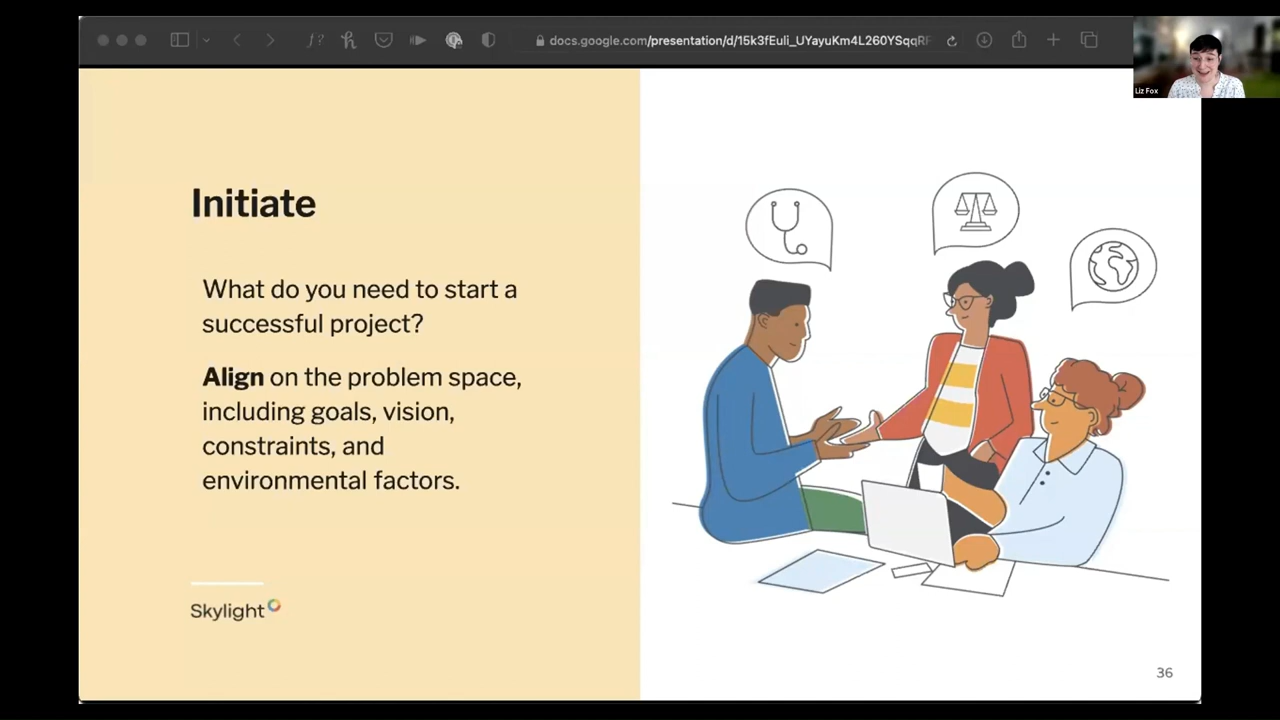 docs.google.com/presentation/d/15k3fEuli_UYayuKm4L260YSqqRF
Liz Fox
Initiate
What do you need to start a
successful project?
Align on the problem space,
including goals, vision,
constraints, and
environmental factors.
Skylight
36